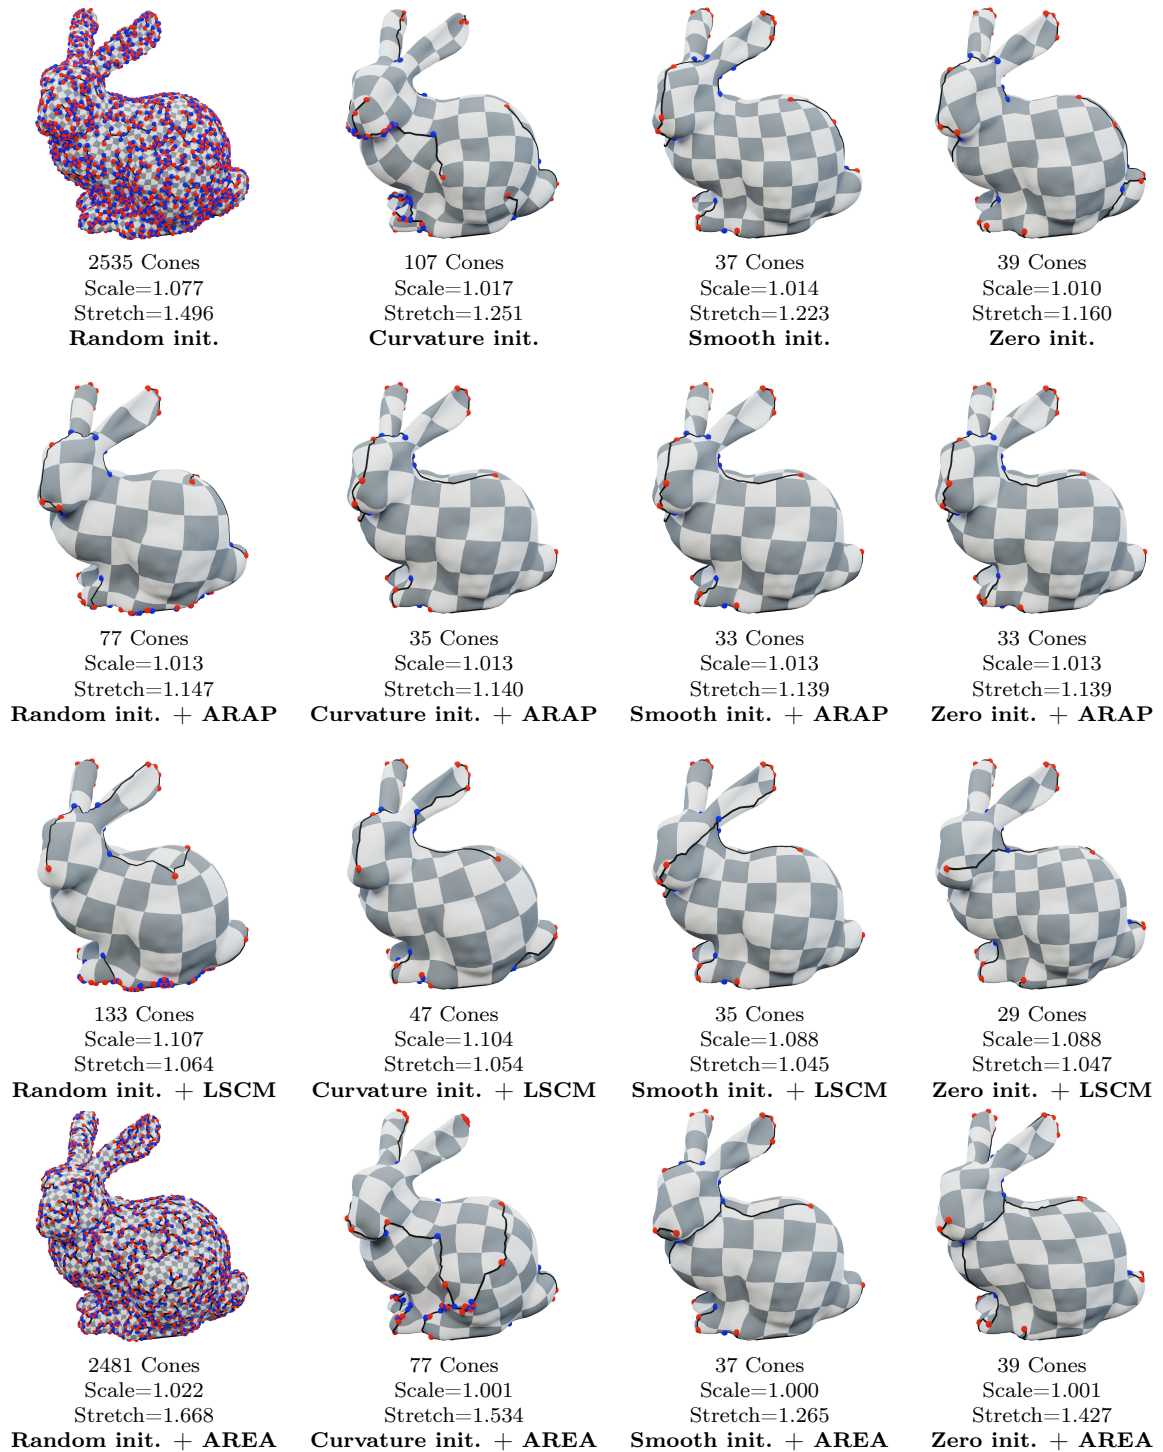 2535 Cones
Scale=1.077
Stretch=1.496
Random init.
107 Cones
Scale=1.017
Stretch=1.251
Curvature init.
37 Cones
Scale=1.014
Stretch=1.223
Smooth init.
39 Cones
Scale=1.010
Stretch=1.160
Zero init.
77 Cones
Scale=1.013
Stretch=1.147
Random init. + ARAP
35 Cones
Scale=1.013
Stretch=1.140
Curvature init. + ARAP
33 Cones
Scale=1.013
Stretch=1.139
Smooth init. + ARAP
33 Cones
Scale=1.013
Stretch=1.139
Zero init. + ARAP
133 Cones
Scale=1.107
Stretch=1.064
Random init. + LSCM
47 Cones
Scale=1.104
Stretch=1.054
Curvature init. + LSCM
35 Cones
Scale=1.088
Stretch=1.045
Smooth init. + LSCM
29 Cones
Scale=1.088
Stretch=1.047
Zero init. + LSCM
2481 Cones
Scale=1.022
Stretch=1.668
Random init. + AREA
77 Cones
Scale=1.001
Stretch=1.534
Curvature init. + AREA
37 Cones
Scale=1.000
Stretch=1.265
Smooth init. + AREA
39 Cones
Scale=1.001
Stretch=1.427
Zero init. + AREA